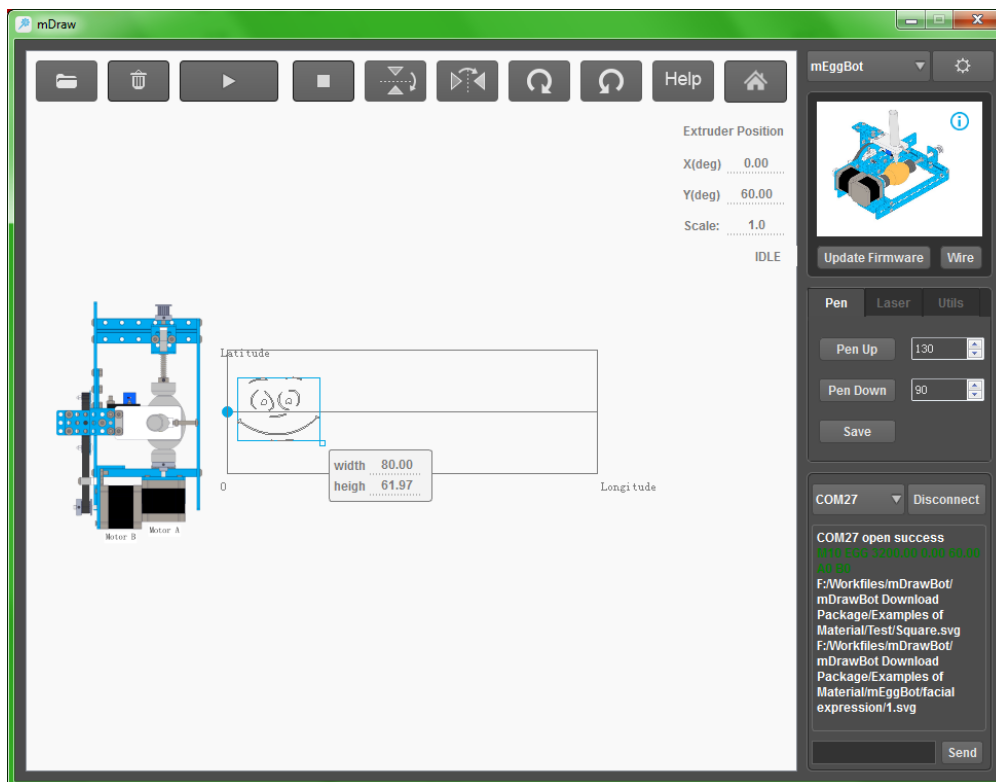 mDraw
Help
mEggBot
Extruder Position
X(deg) 0.00
Y(deg) 60.00
Scale: 1.0
IDLE
Update Firmware Wire
Pen Laser Utils
Pen Up 130
Pen Down 90
Save
Latitude
width 80.00
heigh 61.97
0 Longitude
Motor B Motor A
COM27 Disconnect
COM27 open success
M10 EGG
F:/Workfiles/mDrawBot/
mDrawBot Download
Package/Examples of
Material/Test/Square.svg
F:/Workfiles/mDrawBot/
mDrawBot Download
Package/Examples of
Material/mEggBot/facial
expression/1.svg
Send